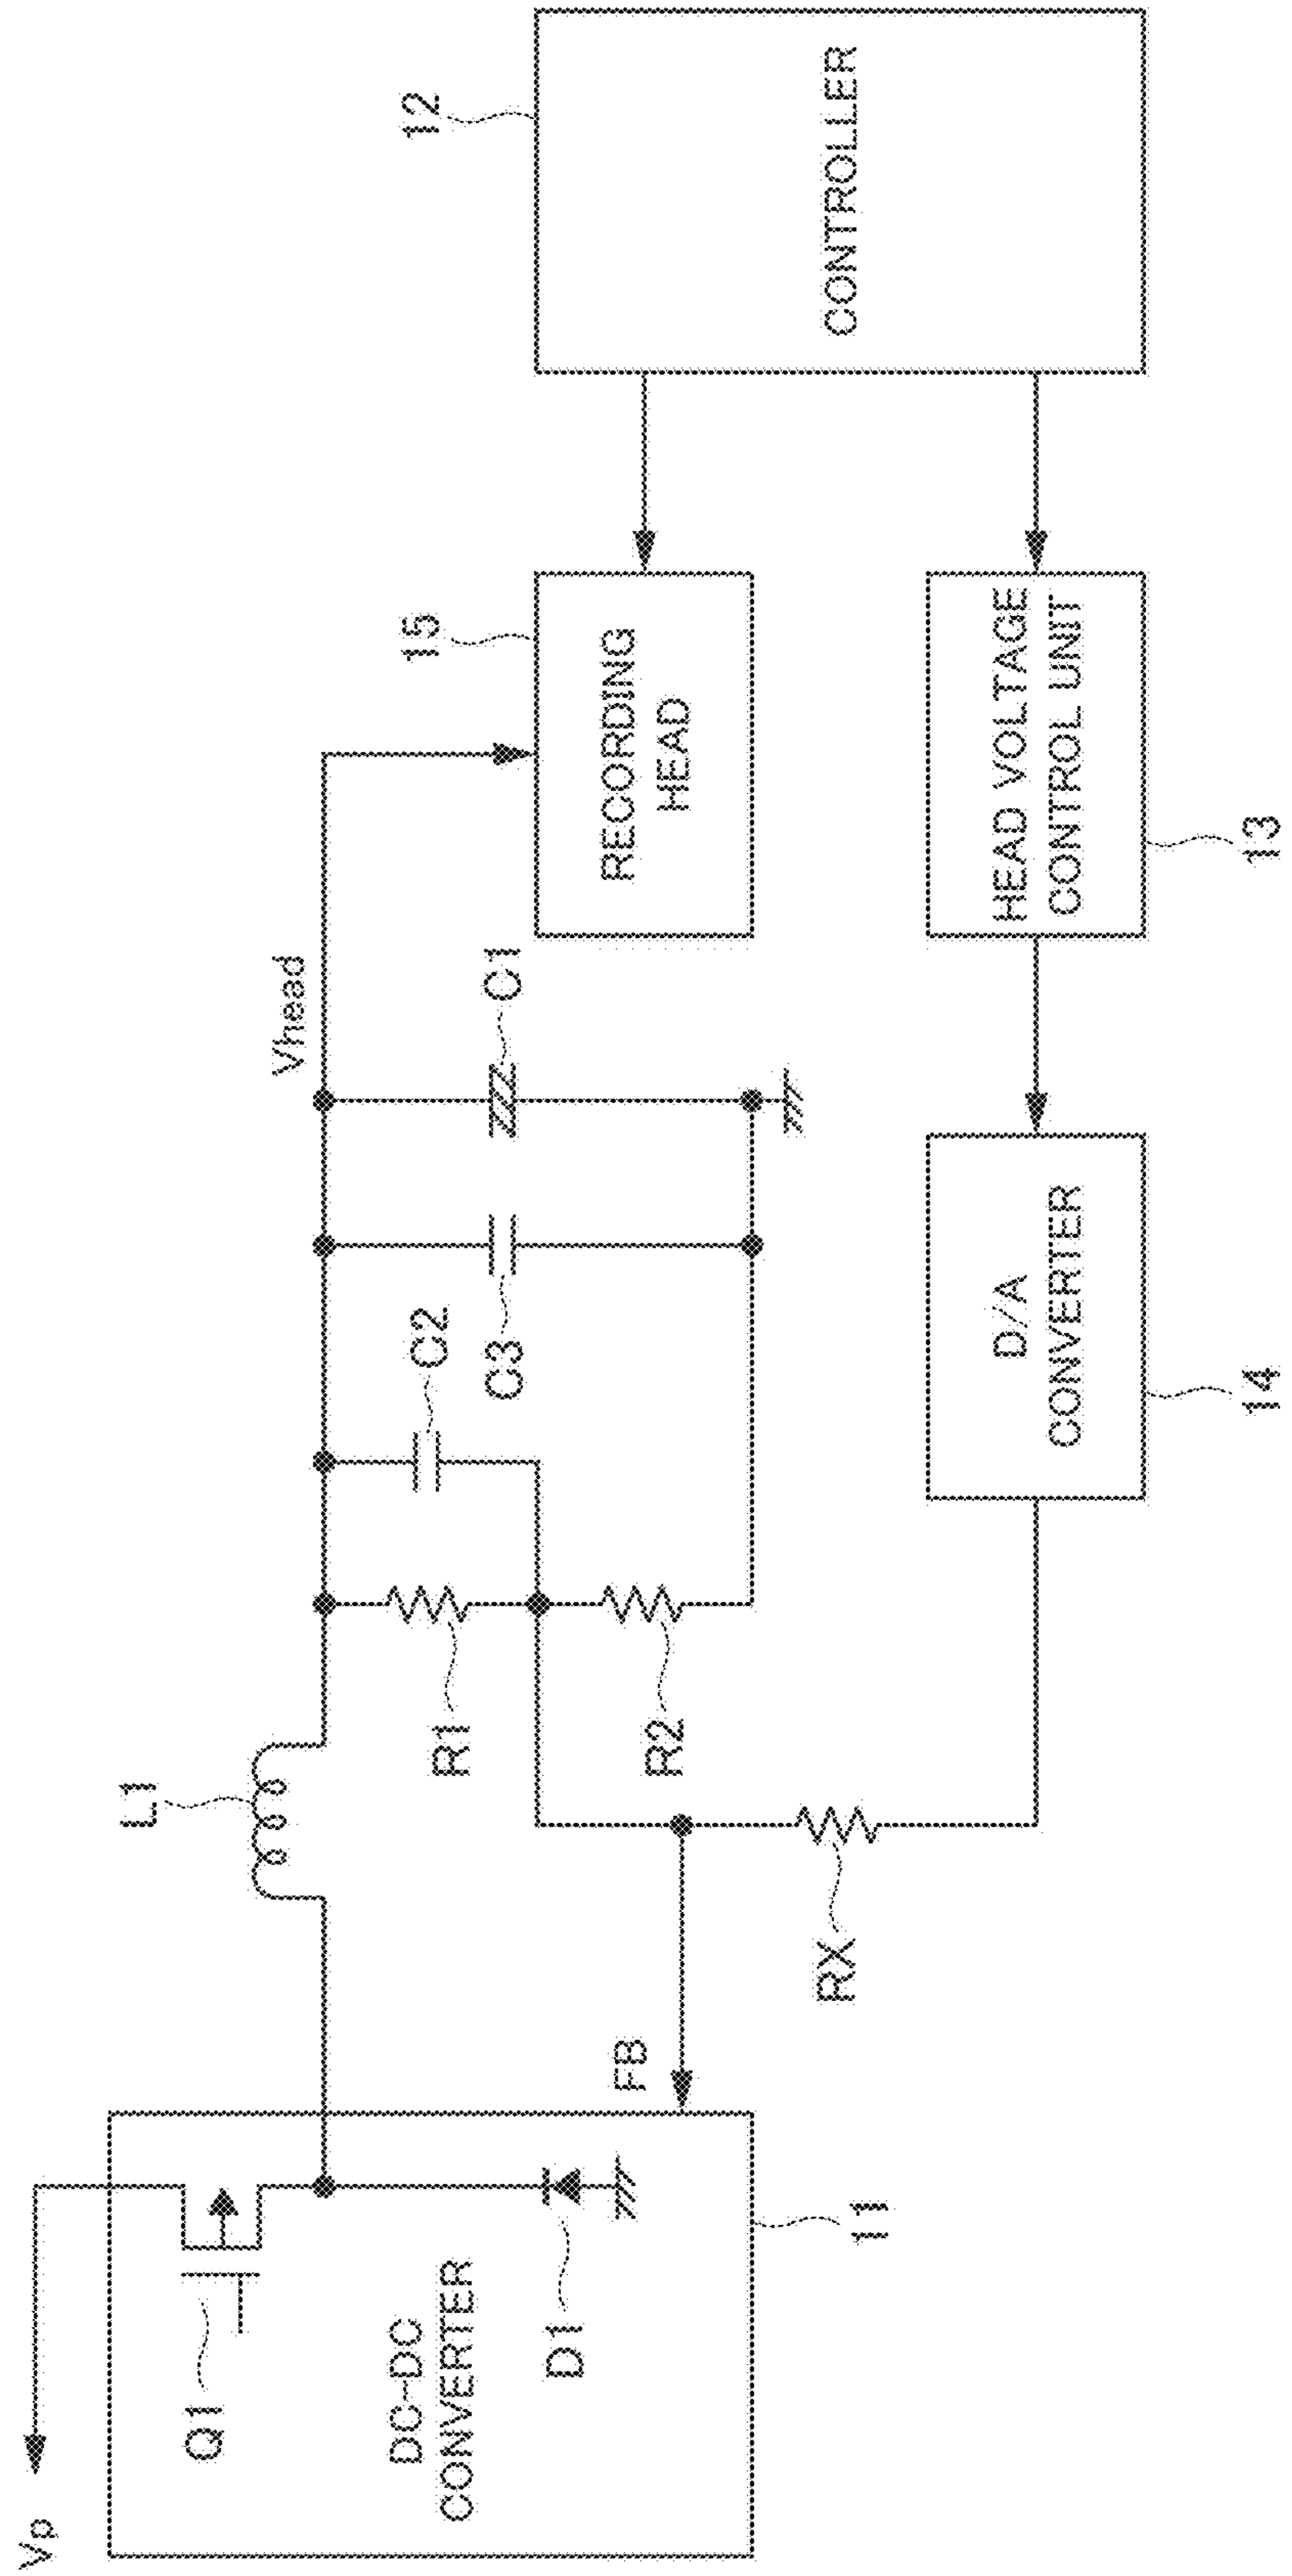 Vp
Q1
DC-DC
CONVERTER
D1
11
FB
L1
R1
R2
RX
C2
C3
C1
Vhead
15
RECORDING
HEAD
12
CONTROLLER
D/A
CONVERTER
14
HEAD VOLTAGE
CONTROL UNIT
13